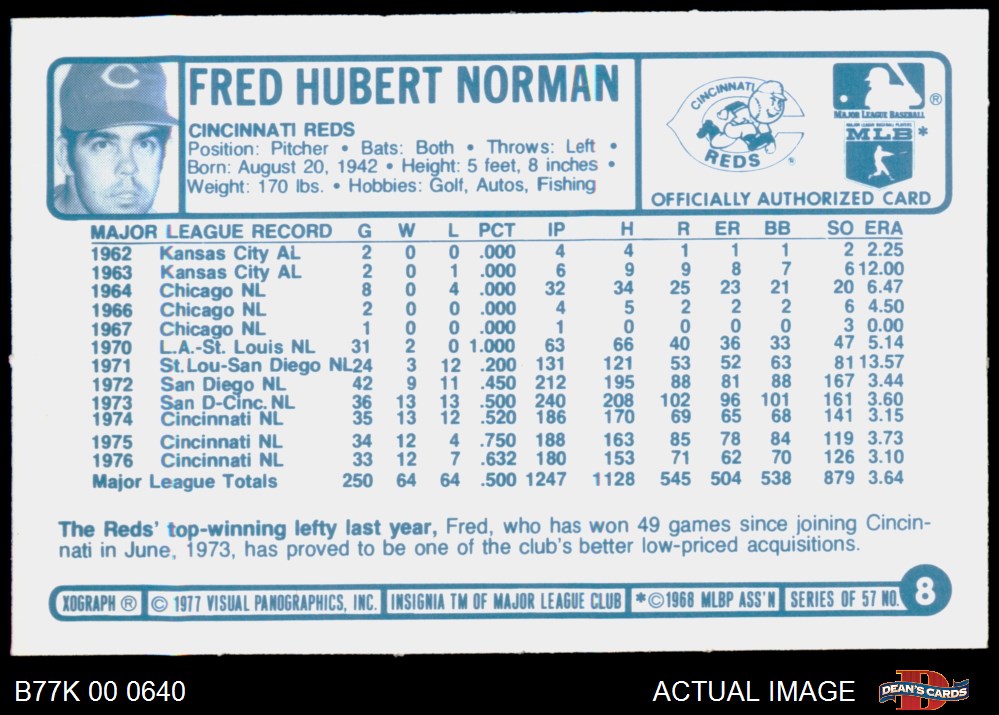 C
FRED HUBERT NORMAN
CINCINNATI REDS
Position: Pitcher • Bats: Both • Throws: Left •
Born: August 20, 1942 • Height: 5 feet, 8 inches •
Weight: 170 lbs. • Hobbies: Golf, Autos, Fishing
CINCINNATI
REDS
®
MAJOR LEAGUE BASEBALL
MAJOR LEAGUE BASEBALL PLAYERS
MLB*
OFFICIALLY AUTHORIZED CARD
MAJOR LEAGUE RECORD G W L PCT IP H R ER BB SO ERA
1962 Kansas City AL 2 0 0 .000 4 4 1 1 1 2 2.25
1963 Kansas City AL 2 0 1 .000 6 9 9 8 7 6 12.00
1964 Chicago NL 8 0 4 .000 32 34 25 23 21 20 6.47
1966 Chicago NL 2 0 0 .000 4 5 2 2 2 6 4.50
1967 Chicago NL 1 0 0 .000 1 0 0 0 0 3 0.00
1970 L.A.-St. Louis NL 31 2 0 1.000 63 66 40 36 33 47 5.14
1971 St.Lou-San Diego NL 24 3 12 .200 131 121 53 52 63 81 13.57
1972 San Diego NL 42 9 11 .450 212 195 88 81 88 167 3.44
1973 San D-Cinc. NL 36 13 13 .500 240 208 102 96 101 161 3.60
1974 Cincinnati NL 35 13 12 .520 186 170 69 65 68 141 3.15
1975 Cincinnati NL 34 12 4 .750 188 163 85 78 84 119 3.73
1976 Cincinnati NL 33 12 7 .632 180 153 71 62 70 126 3.10
Major League Totals 250 64 64 .500 1247 1128 545 504 538 879 3.64
The Reds' top-winning lefty last year, Fred, who has won 49 games since joining Cincin-
nati in June, 1973, has proved to be one of the club's better low-priced acquisitions.
XOGRAPH ® © 1977 VISUAL PANOGRAPHICS, INC. INSIGNIA TM OF MAJOR LEAGUE CLUB *©1968 MLBP ASS'N SERIES OF 57 NO. 8
B77K 00 0640 ACTUAL IMAGE DEAN'S CARDS